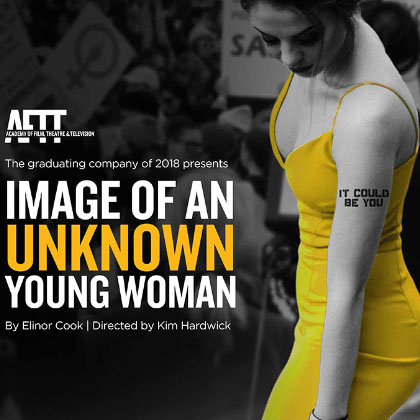 AFTT
ACADEMY OF FILM, THEATRE & TELEVISION
The graduating company of 2018 presents
IMAGE OF AN
UNKNOWN
YOUNG WOMAN
By Elinor Cook | Directed by Kim Hardwick
IT COULD
BE YOU